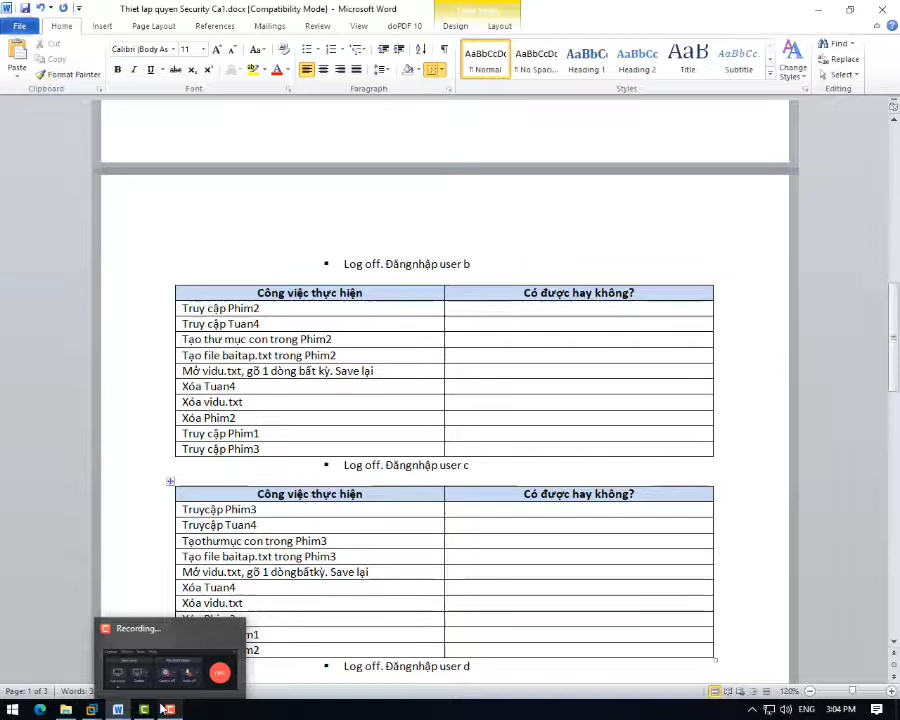 Thiet lap quyen Security Ca1.docx [Compatibility Mode] - Microsoft Word
File Home Insert Page Layout References Mailings Review View doPDF 10 Design Layout
Cut
Copy
Format Painter
Paste
Clipboard
Calibri (Body As 11
Font
Paragraph
AaBbCcDc AaBbCcDc AaBbCc AaBbCc AaB AaBbCc.
¶ Normal ¶ No Spac... Heading 1 Heading 2 Title Subtitle
Change Styles
Styles
Find
Replace
Select
Editing
Log off. Đăngnhập user b
Công việc thực hiện Có được hay không?
Truy cập Phim2
Truy cập Tuan4
Tạo thư mục con trong Phim2
Tạo file baitap.txt trong Phim2
Mở vidu.txt, gõ 1 dòng bất kỳ. Save lại
Xóa Tuan4
Xóa vidu.txt
Xóa Phim2
Truy cập Phim1
Truy cập Phim3
Log off. Đăngnhập user c
Công việc thực hiện Có được hay không?
Truycập Phim3
Truycập Tuan4
Tạothưmục con trong Phim3
Tạo file baitap.txt trong Phim3
Mở vidu.txt, gõ 1 dòngbấtkỳ. Save lại
Xóa Tuan4
Xóa vidu.txt
Recording...
m1
m2
Log off. Đăngnhập user d
Page: 1 of 3
120%
ENG 3:04 PM